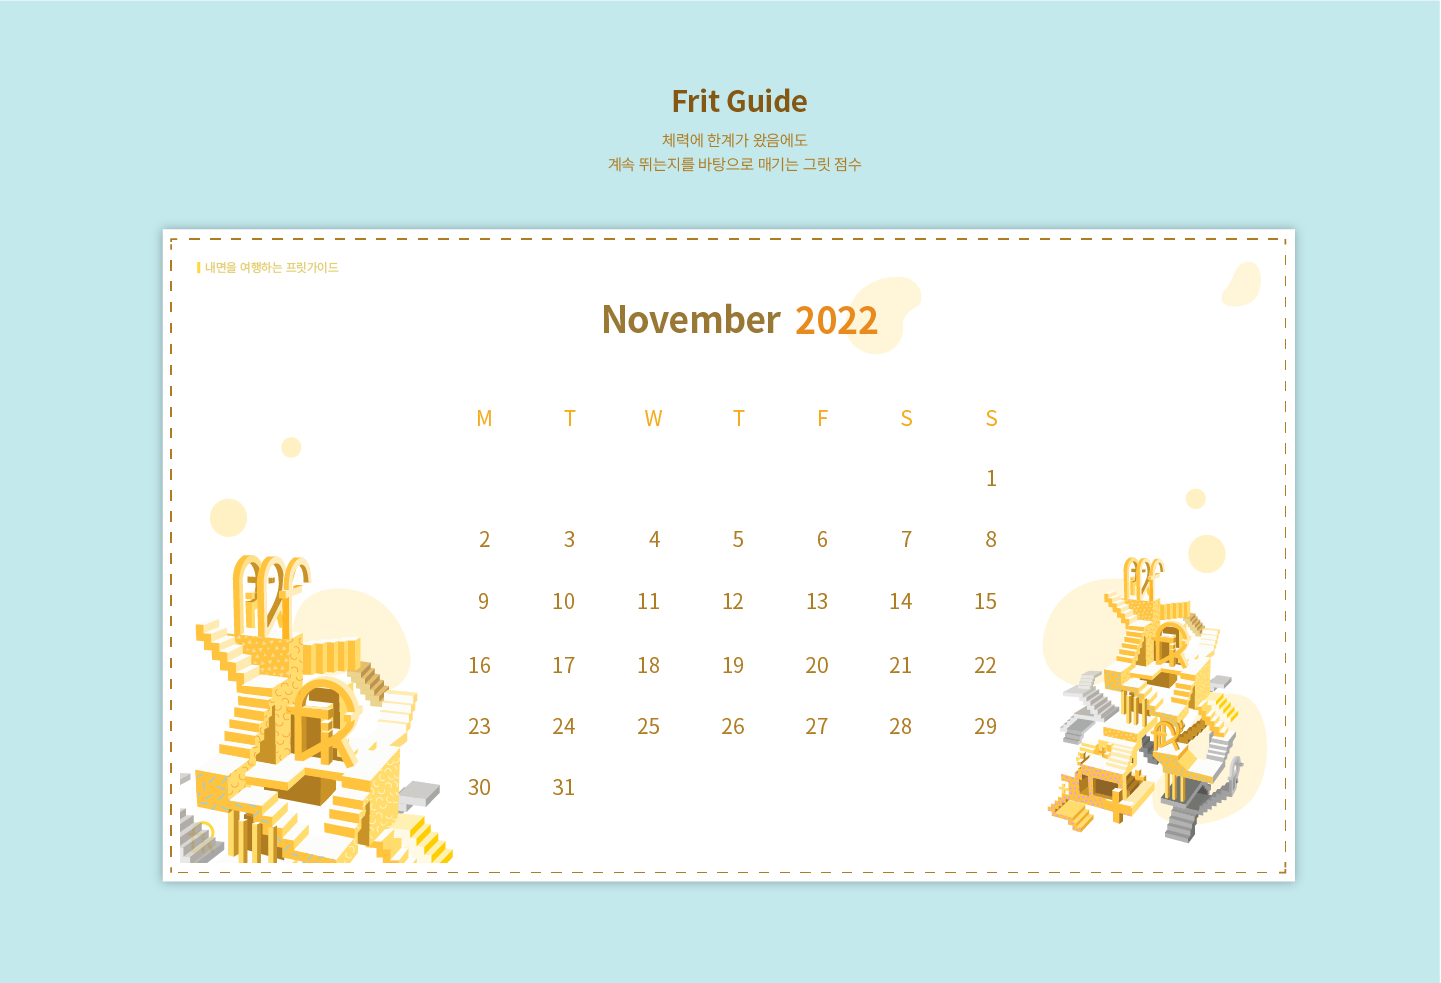 Frit Guide
체력에 한계가 왔음에도
계속 뛰는지를 바탕으로 매기는 그릿 점수
내면을 여행하는 프릿가이드
November 2022
M T W T F S S
1
2 3 4 5 6 7 8
9 10 11 12 13 14 15
16 17 18 19 20 21 22
23 24 25 26 27 28 29
30 31